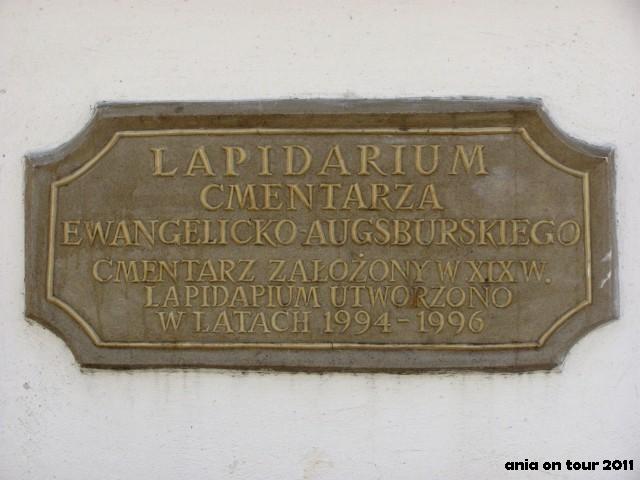 LAPIDARIUM
CMENTARZA
EWANGELICKO-AUGSBURSKIEGO
CMENTARZ ZAŁOŻONY W XIX W.
LAPIDAPIUM UTWORZONO
W LATACH 1994-1996
ania on tour 2011